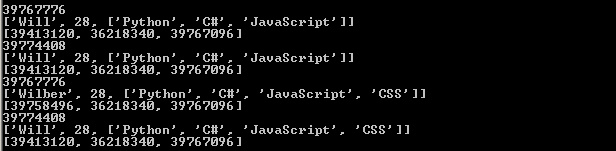 39767776
['Will', 28, ['Python', 'C#', 'JavaScript']]
[39413120, 36218340, 39767096]
39774408
['Will', 28, ['Python', 'C#', 'JavaScript']]
[39413120, 36218340, 39767096]
39767776
['Wilber', 28, ['Python', 'C#', 'JavaScript', 'CSS']]
[39758496, 36218340, 39767096]
39774408
['Will', 28, ['Python', 'C#', 'JavaScript', 'CSS']]
[39413120, 36218340, 39767096]